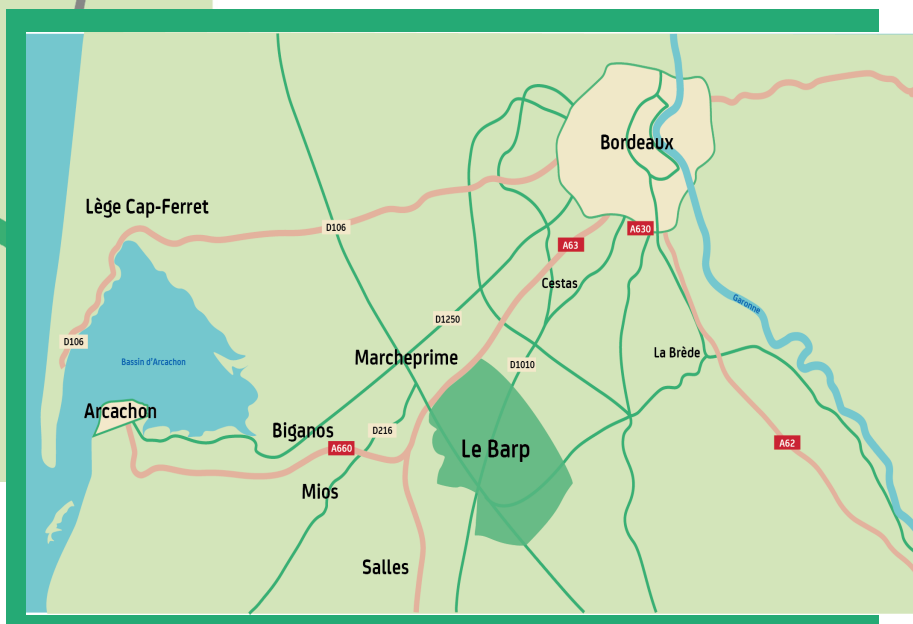 Bordeaux
Lège Cap-Ferret
D106
A630
A63
Cestas
Garonne
D1250
D106
Bassin d'Arcachon
Marcheprime
La Brède
D1010
Arcachon
Biganos
D216
A660
Le Barp
A62
Mios
Salles